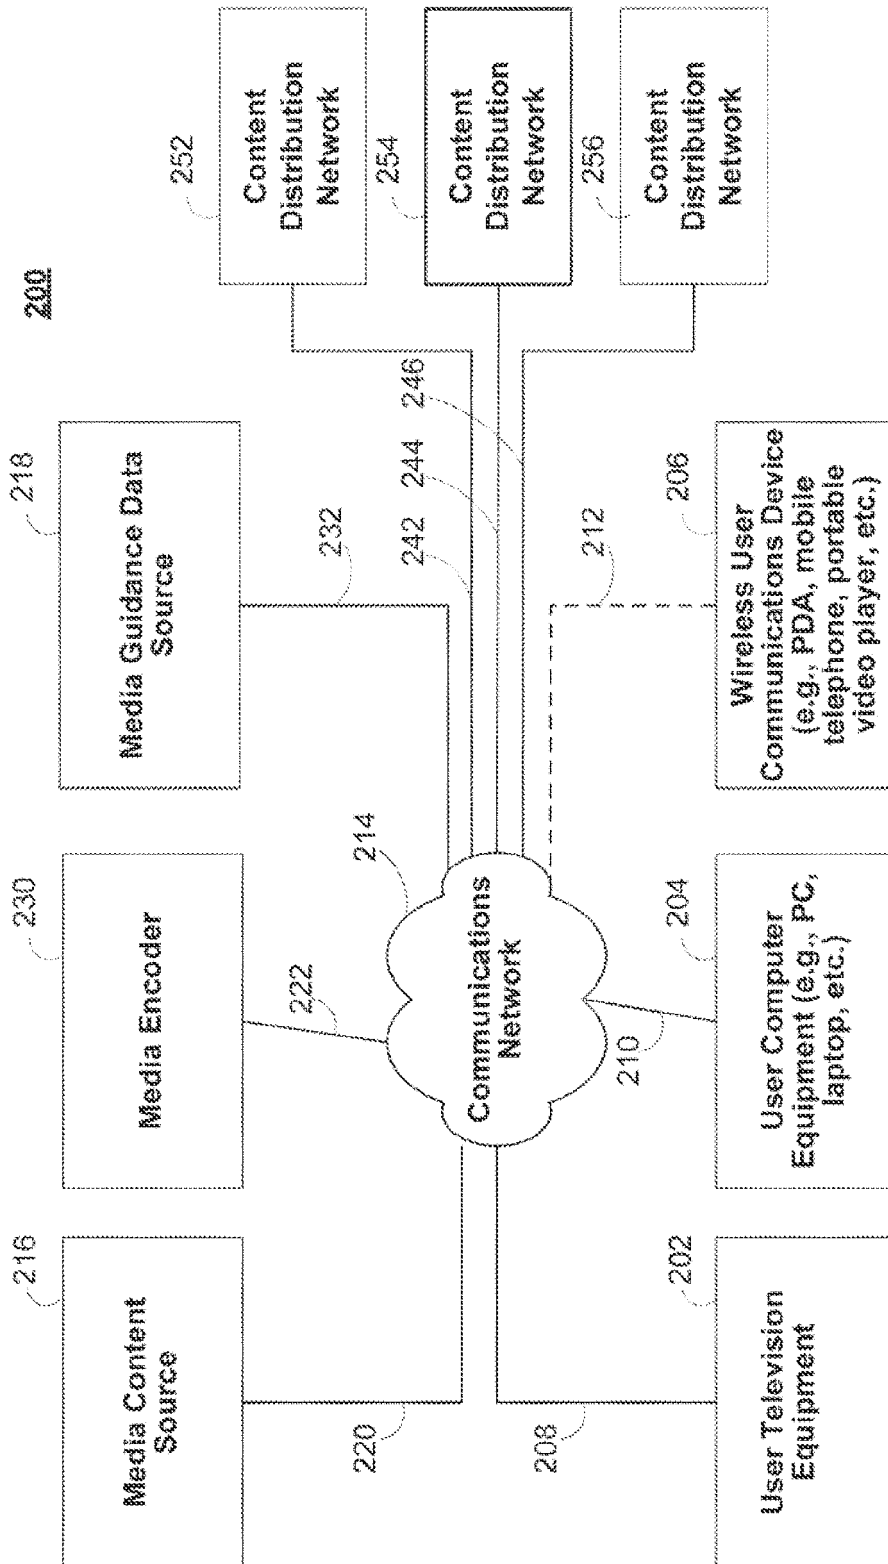 200
216
Media Content
Source
230
Media Encoder
218
Media Guidance Data
Source
220
222
232
214
Communications
Network
242
244
246
252
Content
Distribution
Network
254
Content
Distribution
Network
256
Content
Distribution
Network
208
210
212
202
User Television
Equipment
204
User Computer
Equipment (e.g., PC,
laptop, etc.)
206
Wireless User
Communications Device
(e.g., PDA, mobile
telephone, portable
video player, etc.)